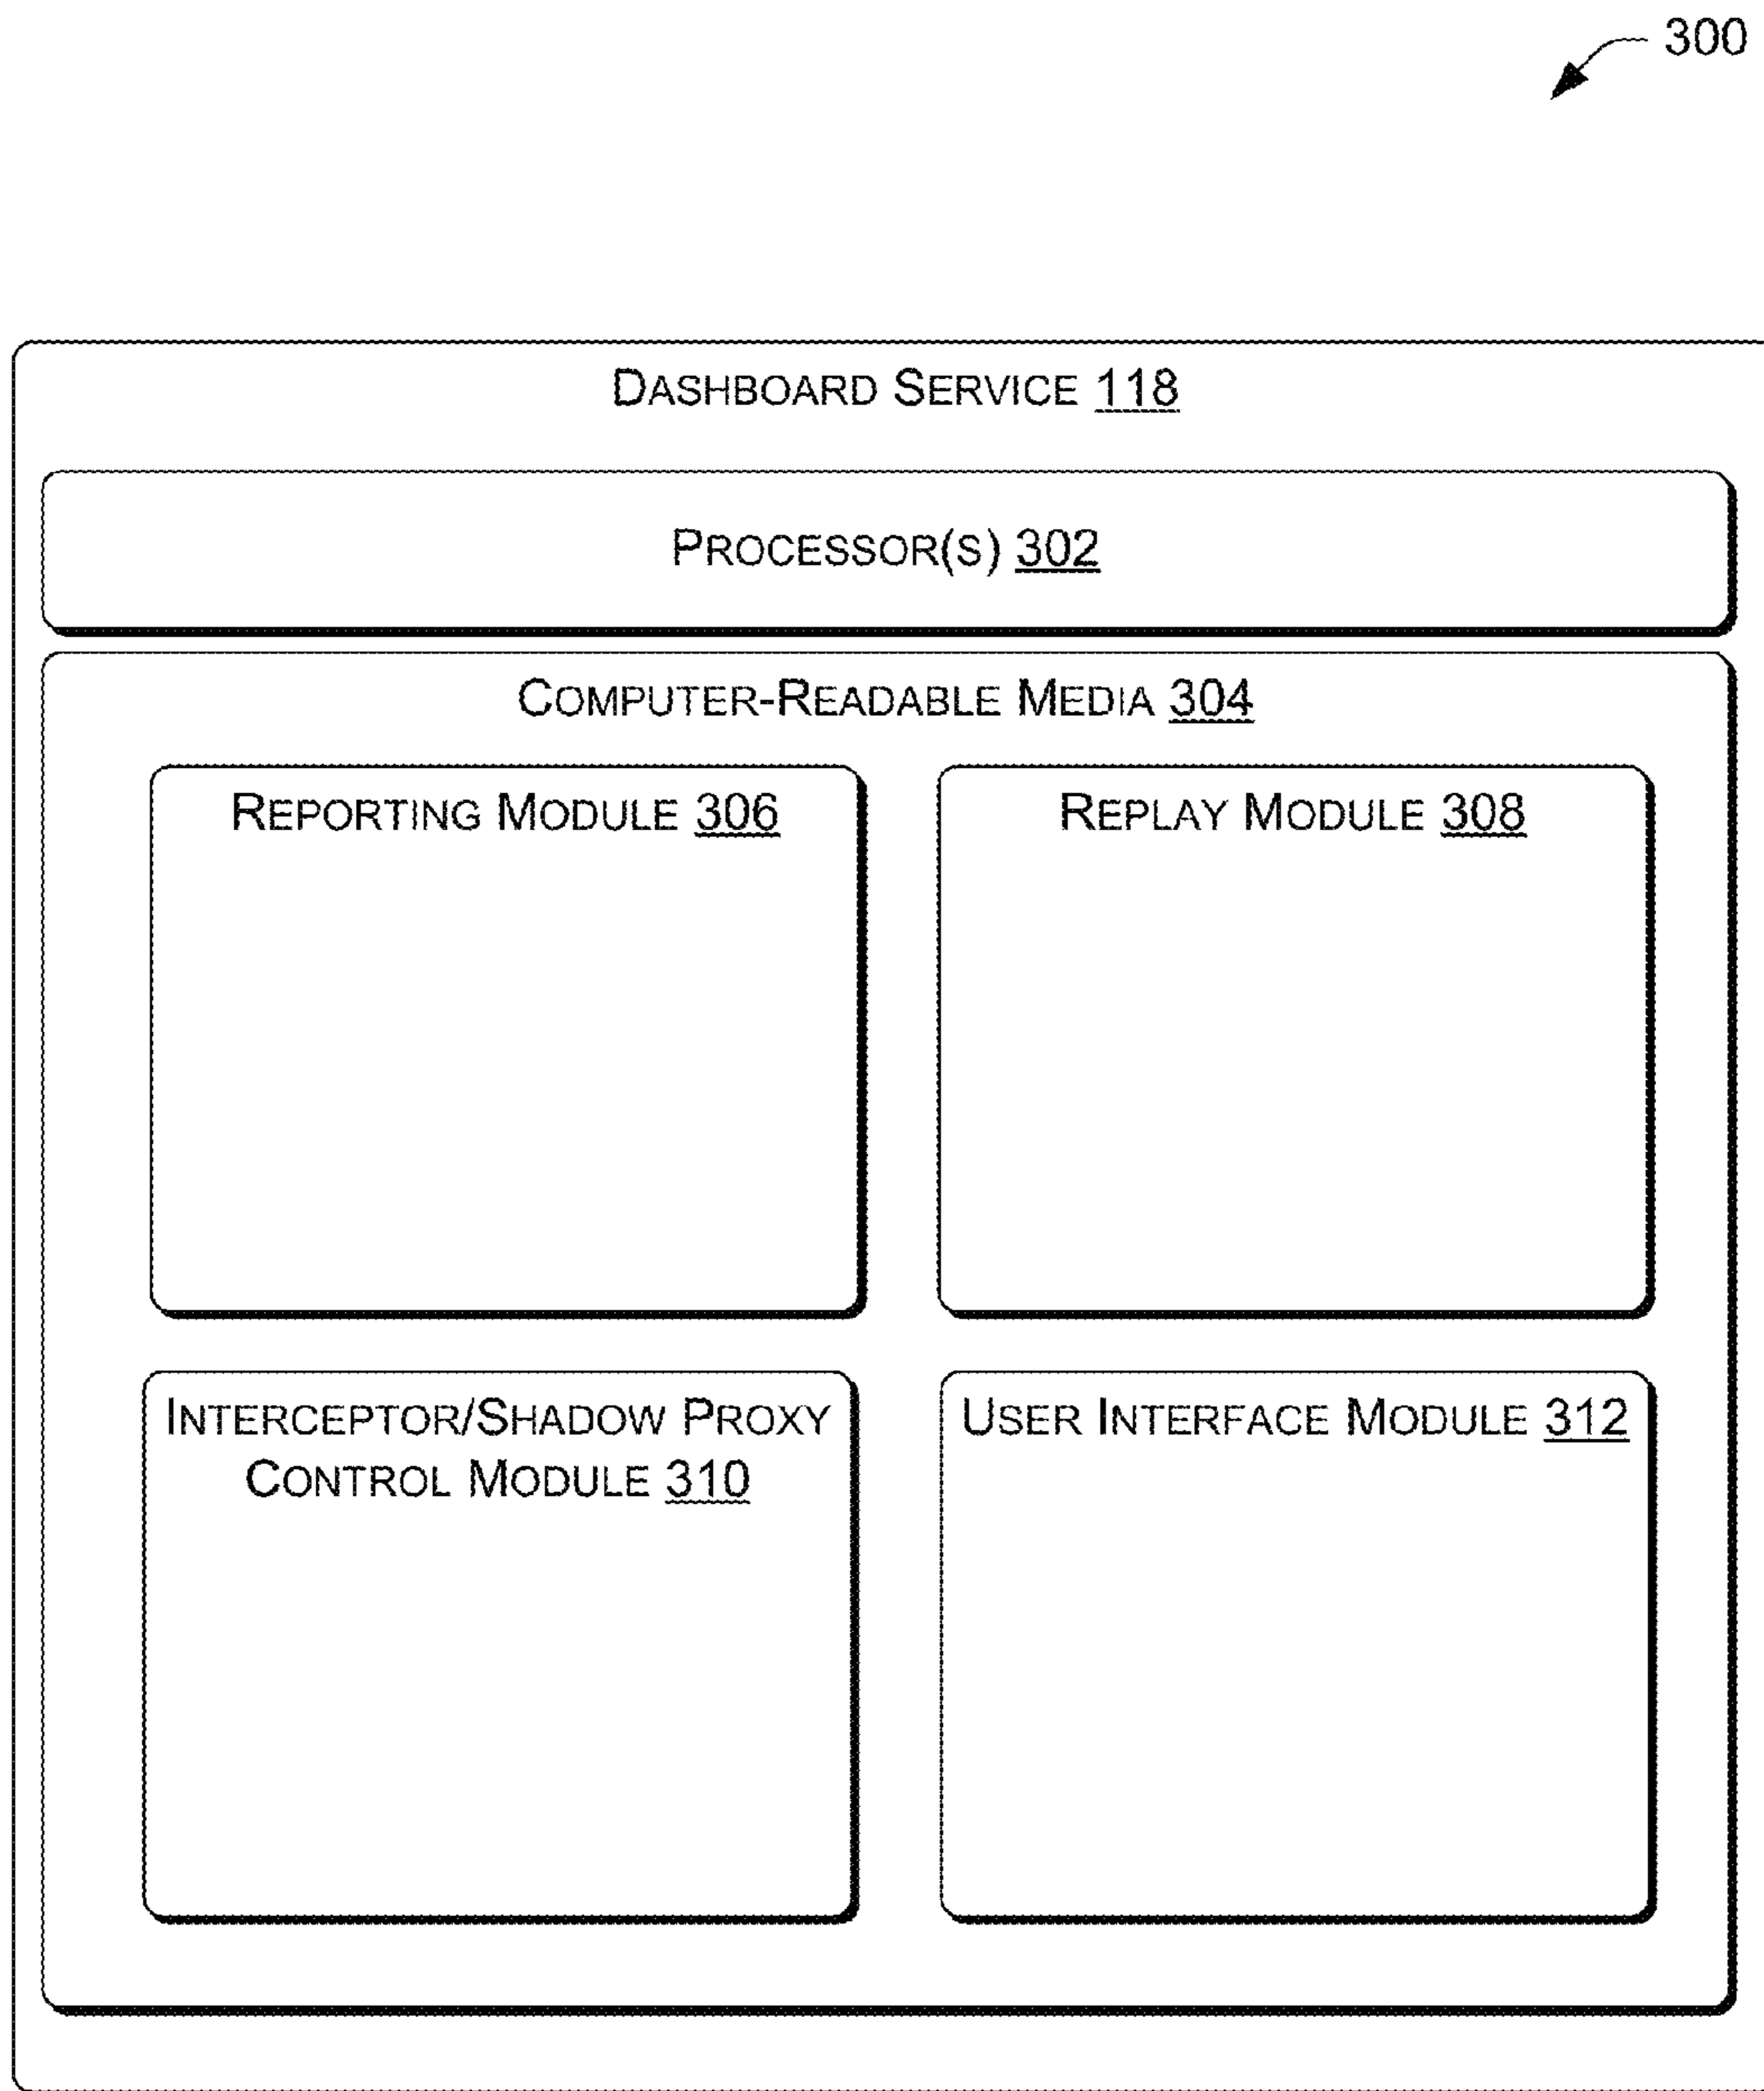 300
DASHBOARD SERVICE 118
PROCESSOR(S) 302
COMPUTER-READABLE MEDIA 304
REPORTING MODULE 306
REPLAY MODULE 308
INTERCEPTOR/SHADOW PROXY
CONTROL MODULE 310
USER INTERFACE MODULE 312